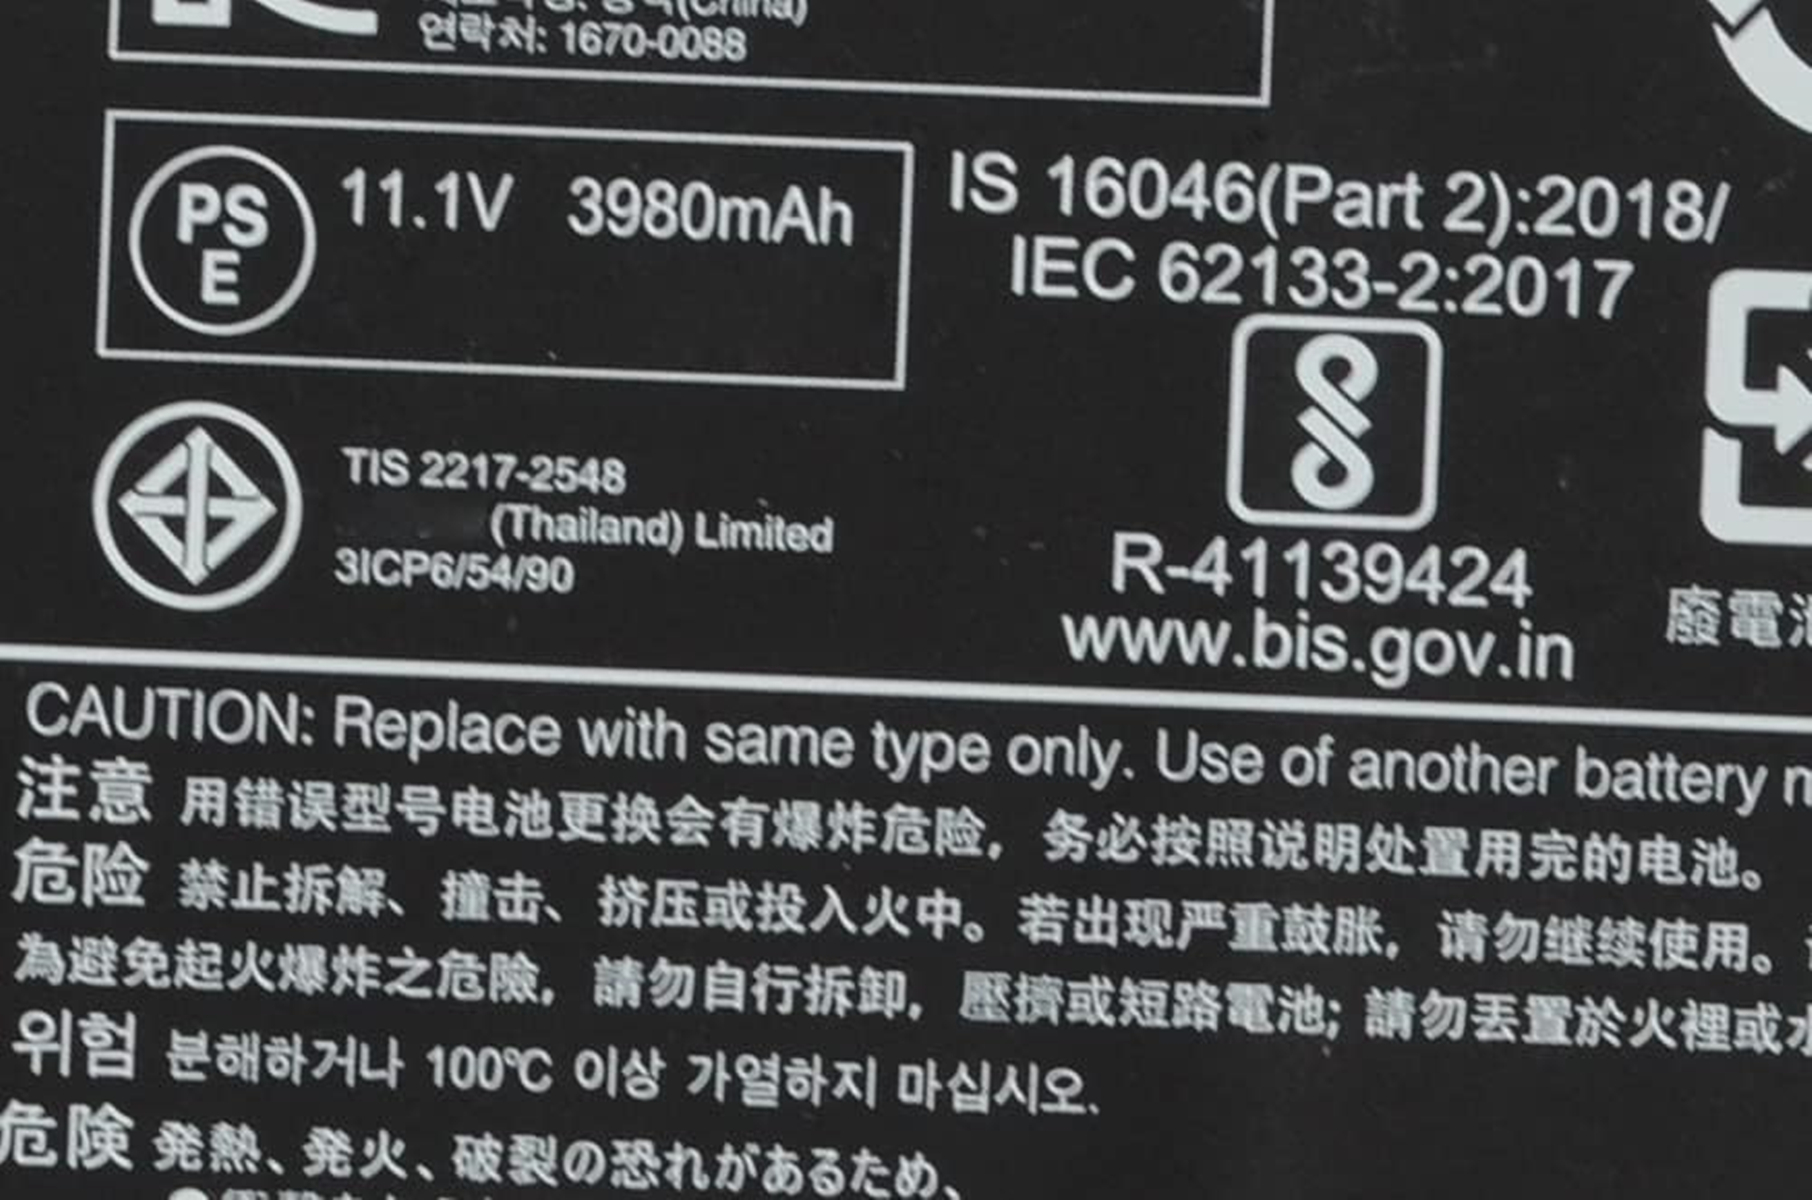 (China)
연락처: 1670-0088
PS
E
11.1V 3980mAh
IS 16046(Part 2):2018/
IEC 62133-2:2017
TIS 2217-2548
(Thailand) Limited
3ICP6/54/90
R-41139424
www.bis.gov.in
廢電池
CAUTION: Replace with same type only. Use of another battery m
注意 用错误型号电池更换会有爆炸危险，务必按照说明处置用完的电池。
危险 禁止拆解、撞击、挤压或投入火中。若出现严重鼓胀，请勿继续使用。
為避免起火爆炸之危險，請勿自行拆卸，壓擠或短路電池; 請勿丟置於火裡或水
위험 분해하거나 100℃ 이상 가열하지 마십시오.
危険 発熱、発火、破裂の恐れがあるため、